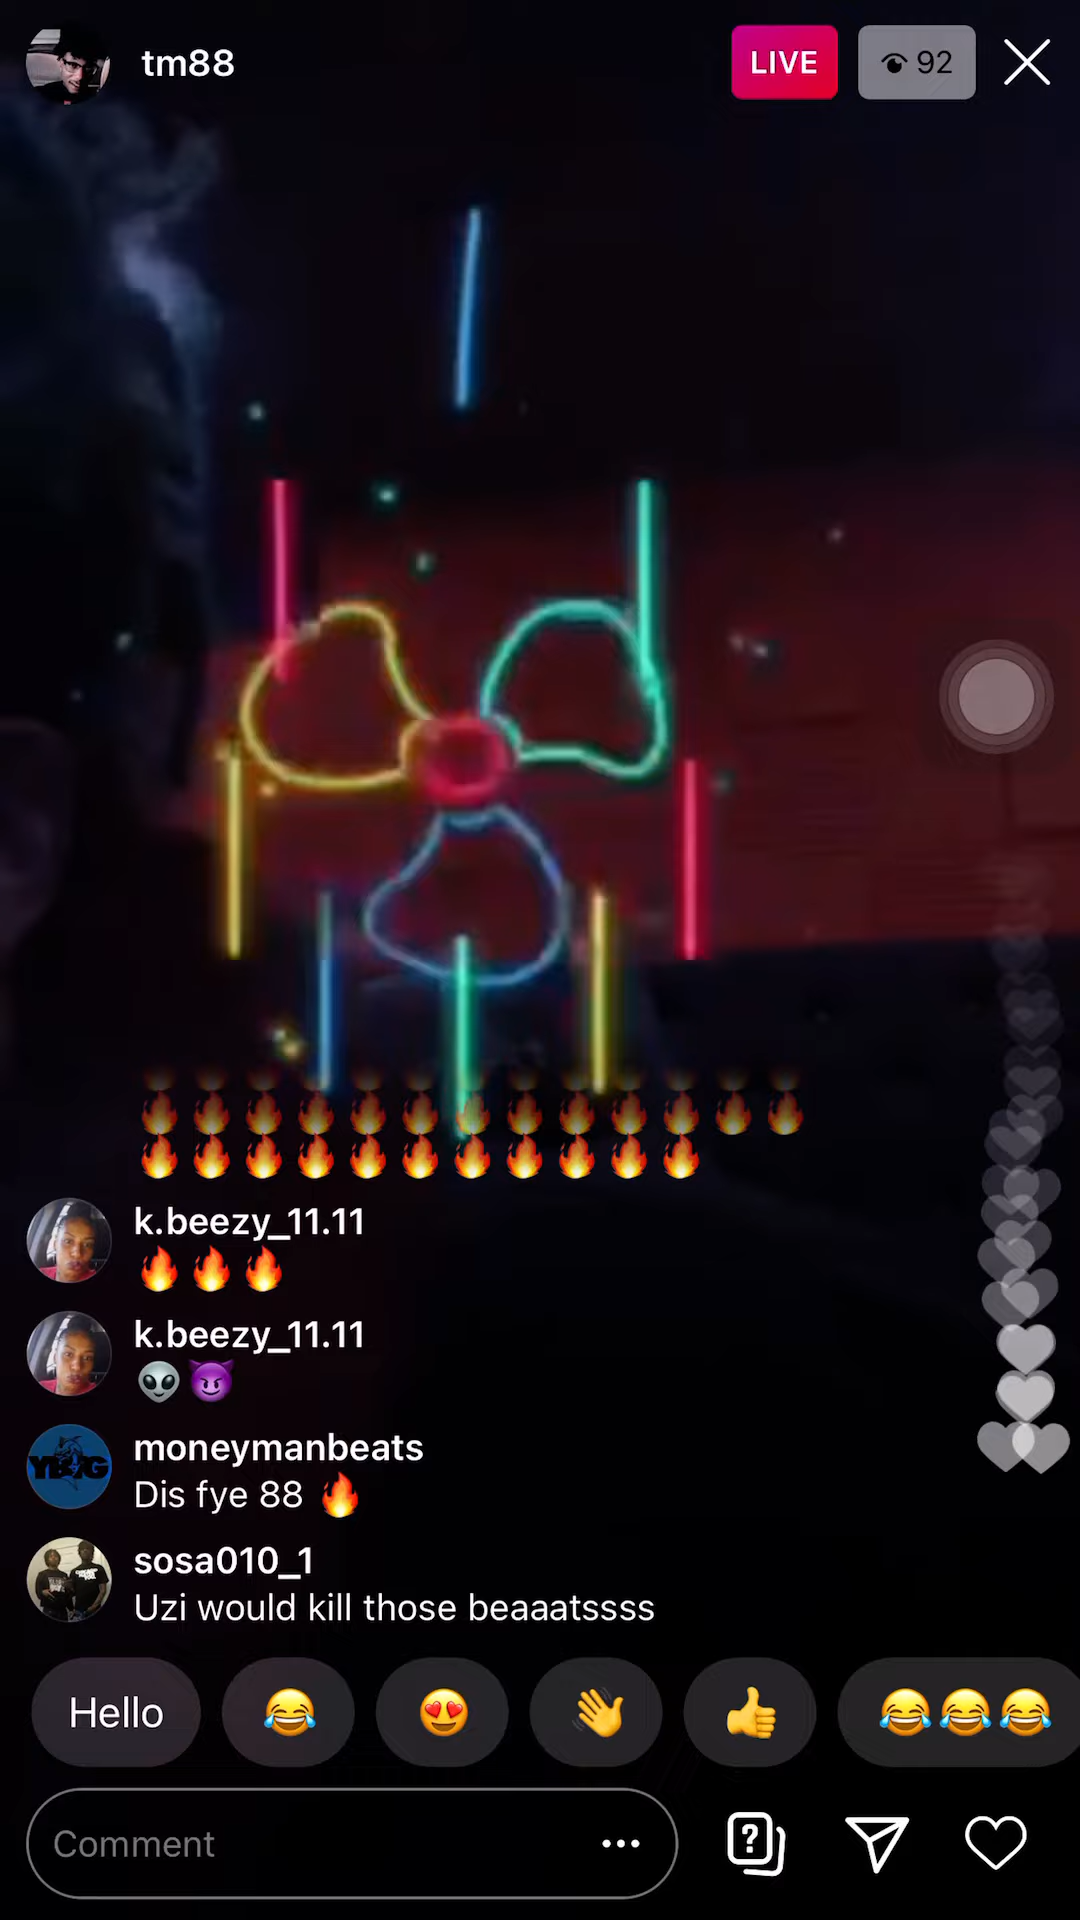 tm88
LIVE
92
🔥🔥🔥🔥🔥🔥🔥🔥🔥🔥🔥🔥🔥
🔥🔥🔥🔥🔥🔥🔥🔥🔥🔥🔥
k.beezy_11.11
🔥🔥🔥
k.beezy_11.11
👽😈
moneymanbeats
YBG
Dis fye 88 🔥
sosa010_1
Uzi would kill those beaaatssss
Hello 😂 😍 👋 👍 😂😂😂
Comment ...